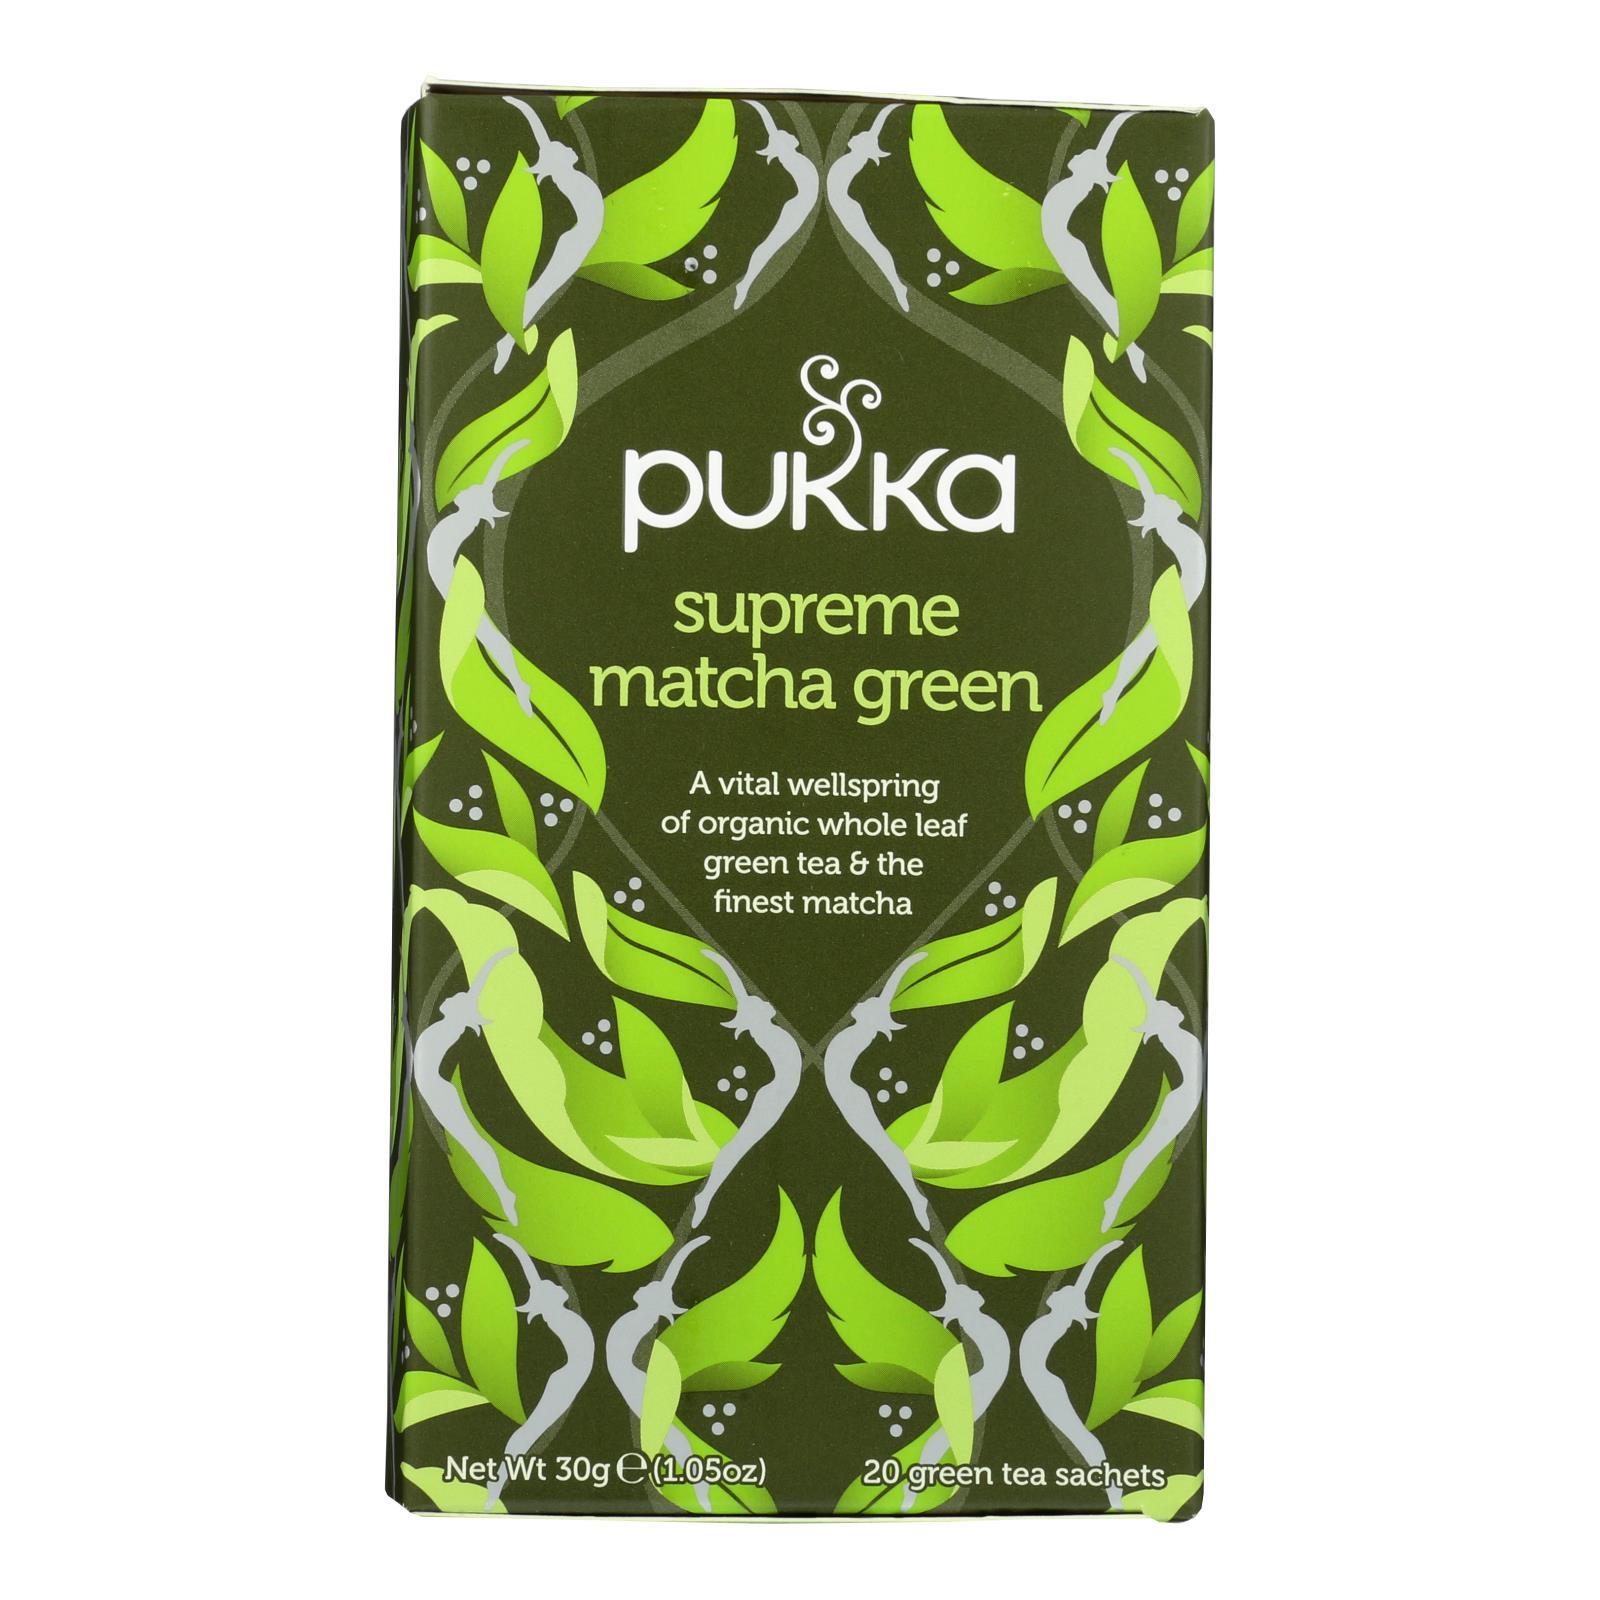 pukka
supreme
matcha green
A vital wellspring
of organic whole leaf
green tea & the
finest matcha
Net Wt 30g ℮ (1.05oz)
20 green tea sachets